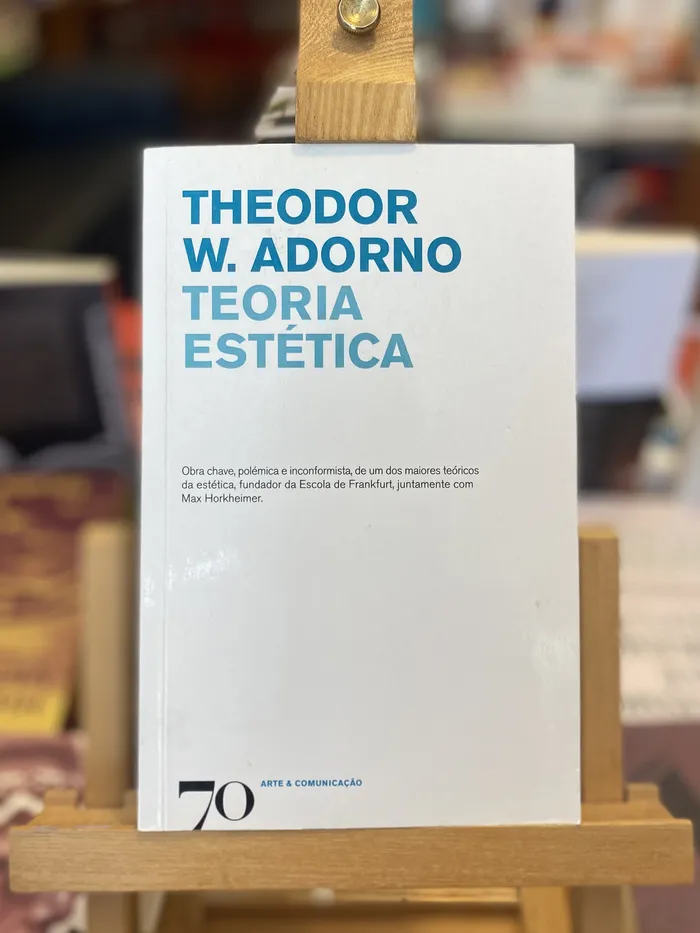 THEODOR
W. ADORNO
TEORIA
ESTÉTICA
Obra chave, polémica e inconformista, de um dos maiores teóricos
da estética, fundador da Escola de Frankfurt, juntamente com
Max Horkheimer.
70 ARTE & COMUNICAÇÃO